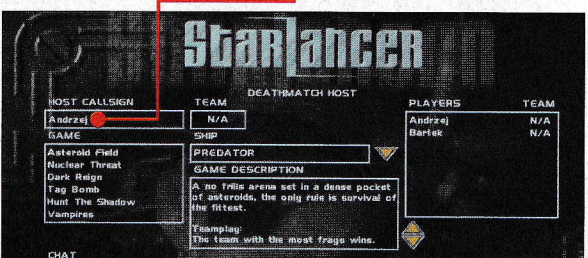 StarLancer
DEATHMATCH HOST
HOST CALLSIGN
TEAM
Andrzej
N/A
GAME
SHIP
Asteroid Field
Nuclear Threat
Dark Reign
Tag Bomb
Hunt The Shadow
Vampires
PREDATOR
GAME DESCRIPTION
A no frills arena set in a dense pocket
of asteroids, the only rule is survival of
the fittest.
Teamplay:
The team with the most frags wins.
PLAYERS
TEAM
Andrzej
N/A
Bartek
N/A
CHAT